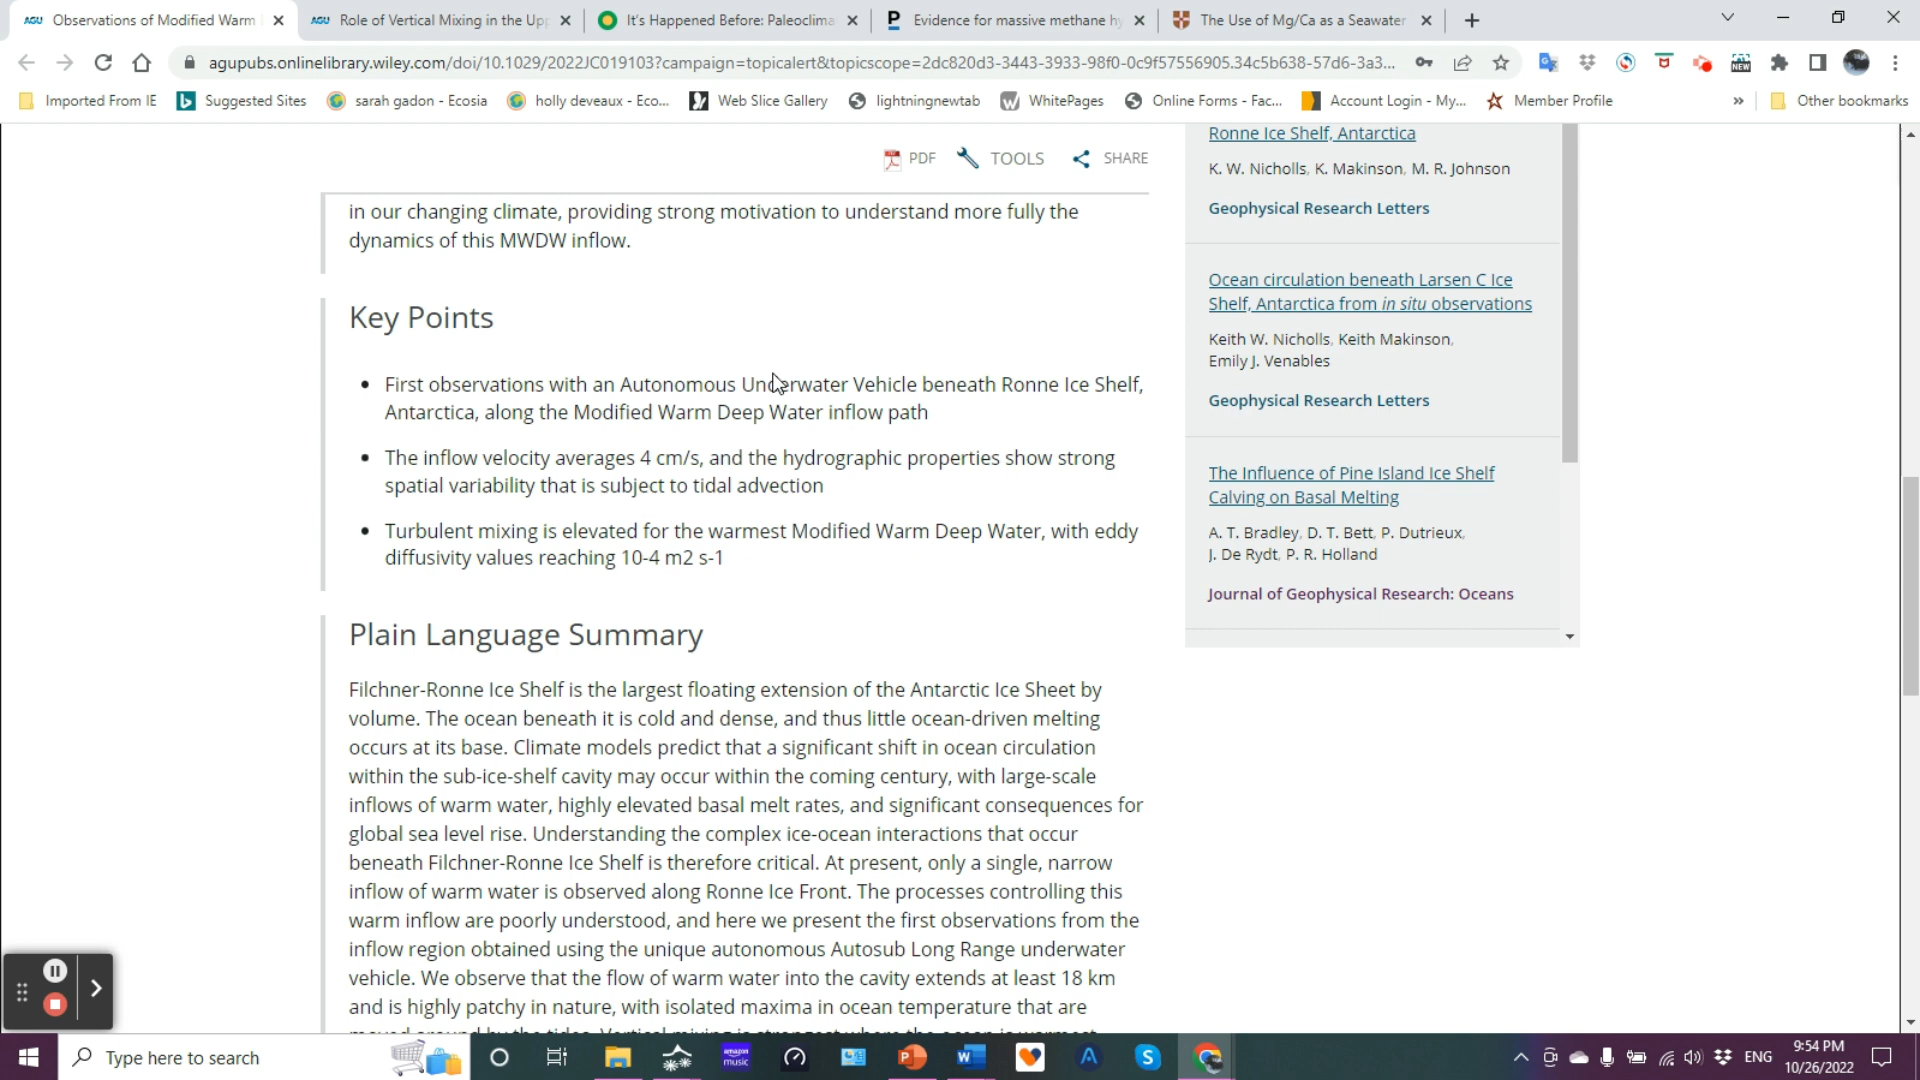 Observations of Modified Warm
Role of Vertical Mixing in the Upp
It's Happened Before: Paleoclima
Evidence for massive methane hy
The Use of Mg/Ca as a Seawater
agupubs.onlinelibrary.wiley.com/doi/10.1029/2022JC019103?campaign=topicalert&topicscope=2dc820d3-3443-3933-98f0-0c9f57556905.34c5b638-57d6-3a3...
Imported From IE
Suggested Sites
sarah gadon - Ecosia
holly deveaux - Eco...
Web Slice Gallery
lightningnewtab
WhitePages
Online Forms - Fac...
Account Login - My...
Member Profile
» Other bookmarks
PDF TOOLS SHARE
in our changing climate, providing strong motivation to understand more fully the
dynamics of this MWDW inflow.
Key Points
• First observations with an Autonomous Underwater Vehicle beneath Ronne Ice Shelf,
Antarctica, along the Modified Warm Deep Water inflow path
• The inflow velocity averages 4 cm/s, and the hydrographic properties show strong
spatial variability that is subject to tidal advection
• Turbulent mixing is elevated for the warmest Modified Warm Deep Water, with eddy
diffusivity values reaching 10-4 m2 s-1
Plain Language Summary
Filchner-Ronne Ice Shelf is the largest floating extension of the Antarctic Ice Sheet by
volume. The ocean beneath it is cold and dense, and thus little ocean-driven melting
occurs at its base. Climate models predict that a significant shift in ocean circulation
within the sub-ice-shelf cavity may occur within the coming century, with large-scale
inflows of warm water, highly elevated basal melt rates, and significant consequences for
global sea level rise. Understanding the complex ice-ocean interactions that occur
beneath Filchner-Ronne Ice Shelf is therefore critical. At present, only a single, narrow
inflow of warm water is observed along Ronne Ice Front. The processes controlling this
warm inflow are poorly understood, and here we present the first observations from the
inflow region obtained using the unique autonomous Autosub Long Range underwater
vehicle. We observe that the flow of warm water into the cavity extends at least 18 km
and is highly patchy in nature, with isolated maxima in ocean temperature that are
Ronne Ice Shelf, Antarctica
K. W. Nicholls, K. Makinson, M. R. Johnson
Geophysical Research Letters
Ocean circulation beneath Larsen C Ice
Shelf, Antarctica from in situ observations
Keith W. Nicholls, Keith Makinson,
Emily J. Venables
Geophysical Research Letters
The Influence of Pine Island Ice Shelf
Calving on Basal Melting
A. T. Bradley, D. T. Bett, P. Dutrieux,
J. De Rydt, P. R. Holland
Journal of Geophysical Research: Oceans
Type here to search
ENG
9:54 PM
10/26/2022